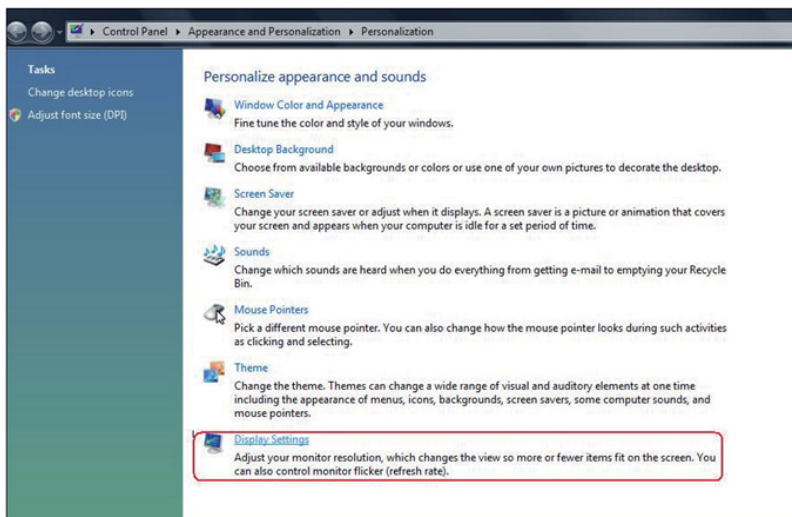 Control Panel ▸ Appearance and Personalization ▸ Personalization
Tasks
Change desktop icons
Adjust font size (DPI)
Personalize appearance and sounds
Window Color and Appearance
Fine tune the color and style of your windows.
Desktop Background
Choose from available backgrounds or colors or use one of your own pictures to decorate the desktop.
Screen Saver
Change your screen saver or adjust when it displays. A screen saver is a picture or animation that covers
your screen and appears when your computer is idle for a set period of time.
Sounds
Change which sounds are heard when you do everything from getting e-mail to emptying your Recycle
Bin.
Mouse Pointers
Pick a different mouse pointer. You can also change how the mouse pointer looks during such activities
as clicking and selecting.
Theme
Change the theme. Themes can change a wide range of visual and auditory elements at one time
including the appearance of menus, icons, backgrounds, screen savers, some computer sounds, and
mouse pointers.
Display Settings
Adjust your monitor resolution, which changes the view so more or fewer items fit on the screen. You
can also control monitor flicker (refresh rate).